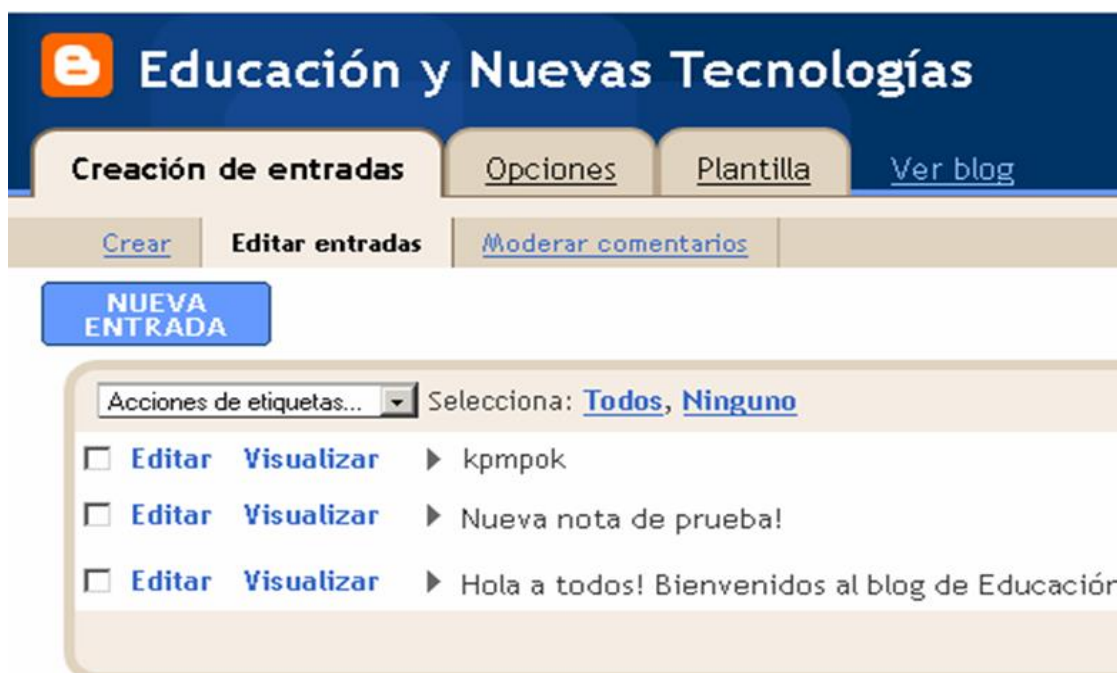 Educación y Nuevas Tecnologías
Creación de entradas Opciones Plantilla Ver blog
Crear Editar entradas Moderar comentarios
NUEVA
ENTRADA
Acciones de etiquetas... Selecciona: Todos, Ninguno
Editar Visualizar kpmpok
Editar Visualizar Nueva nota de prueba!
Editar Visualizar Hola a todos! Bienvenidos al blog de Educación